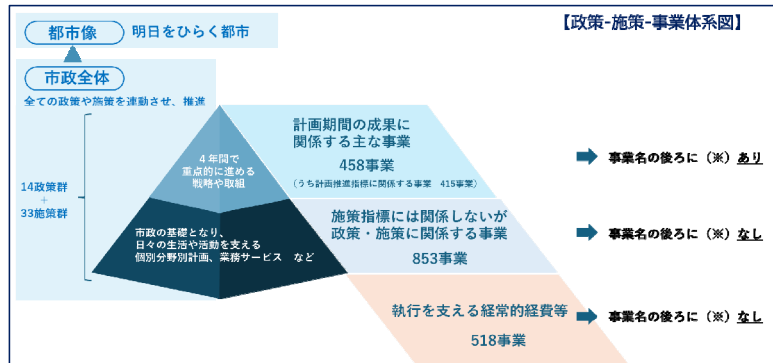 【政策-施策-事業体系図】
都市像
明日をひらく都市
市政全体
全ての政策や施策を連動させ、推進
14政策群
+
33施策群
4年間で
重点的に進める
戦略や取組
計画期間の成果に
関係する主な事業
458事業
(うち計画推進指標に関係する事業 415事業)
事業名の後ろに（※）あり
市政の基礎となり、
日々の生活や活動を支える
個別分野別計画、業務サービス など
施策指標には関係しないが
政策・施策に関係する事業
853事業
事業名の後ろに（※）なし
執行を支える経常的経費等
518事業
事業名の後ろに（※）なし